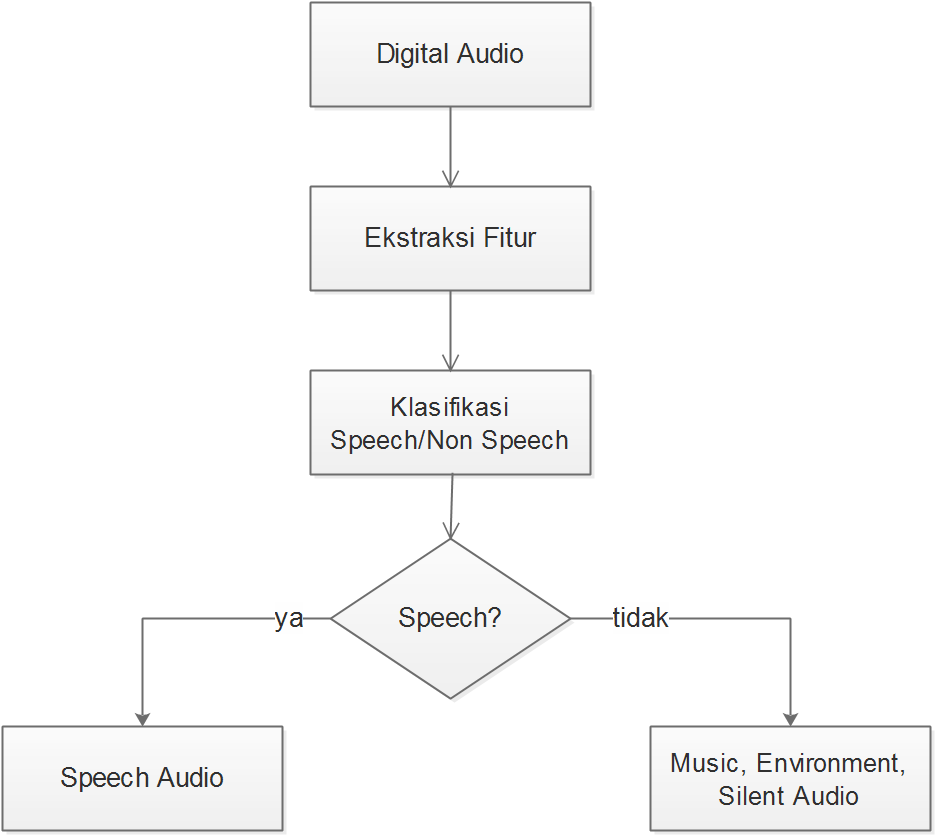 Digital Audio
Ekstraksi Fitur
Klasifikasi
Speech/Non Speech
Speech?
ya
tidak
Speech Audio
Music, Environment,
Silent Audio